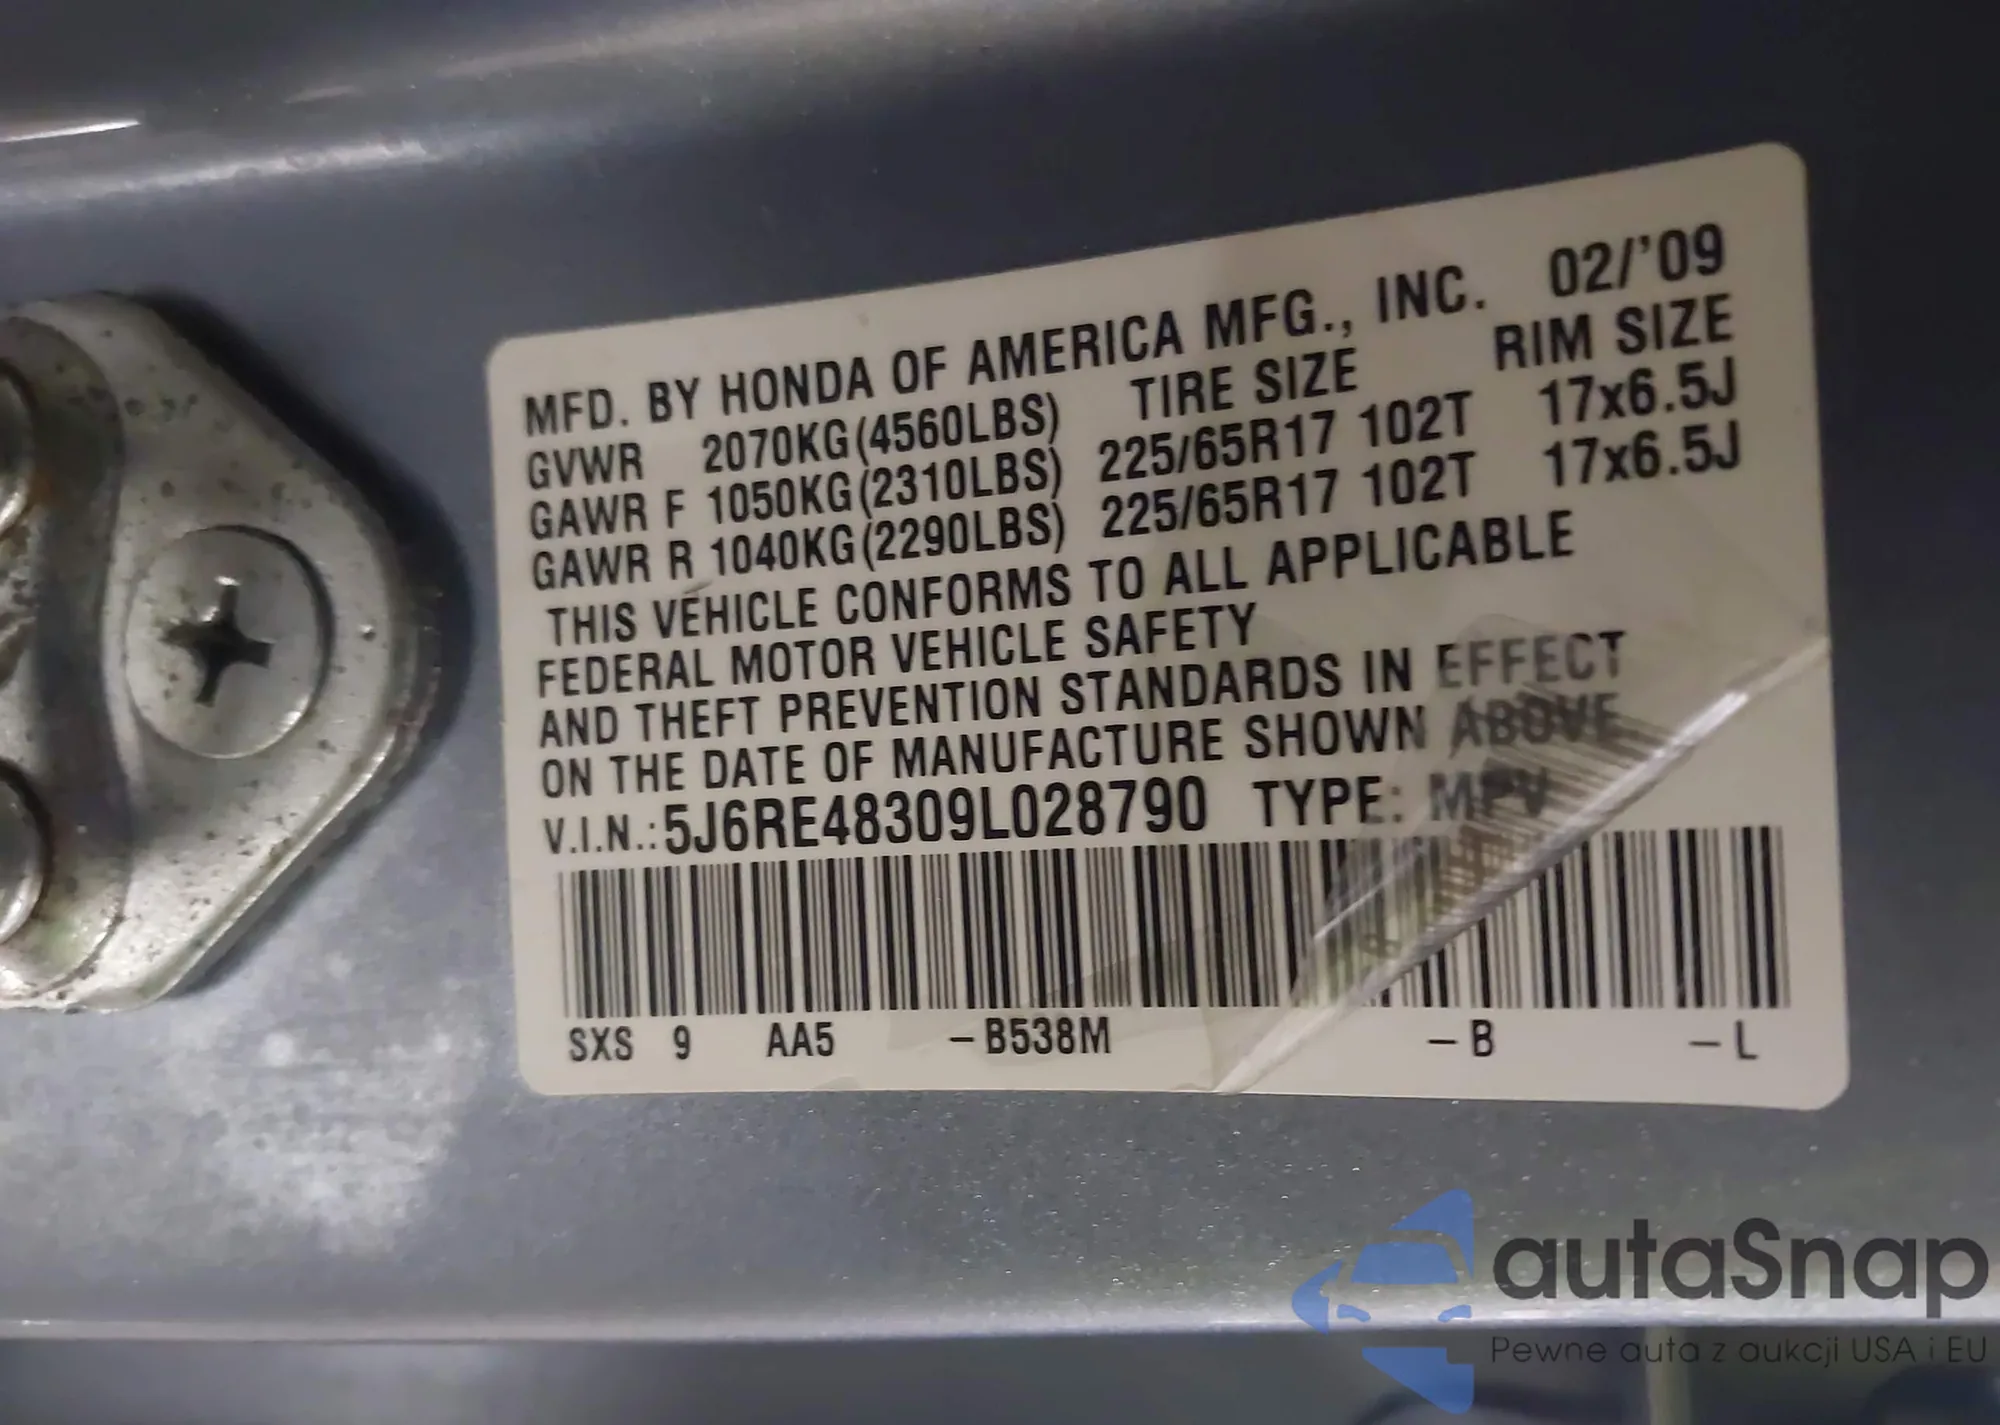 MFD. BY HONDA OF AMERICA MFG., INC. 02/'09
GVWR 2070KG(4560LBS) TIRE SIZE RIM SIZE
GAWR F 1050KG(2310LBS) 225/65R17 102T 17x6.5J
GAWR R 1040KG(2290LBS) 225/65R17 102T 17x6.5J
THIS VEHICLE CONFORMS TO ALL APPLICABLE
FEDERAL MOTOR VEHICLE SAFETY
AND THEFT PREVENTION STANDARDS IN EFFECT
ON THE DATE OF MANUFACTURE SHOWN ABOVE.
V.I.N.: 5J6RE48309L028790 TYPE: MPV
SXS 9 AA5 –B538M –B –L
autaSnap
Pewne auta z aukcji USA i EU